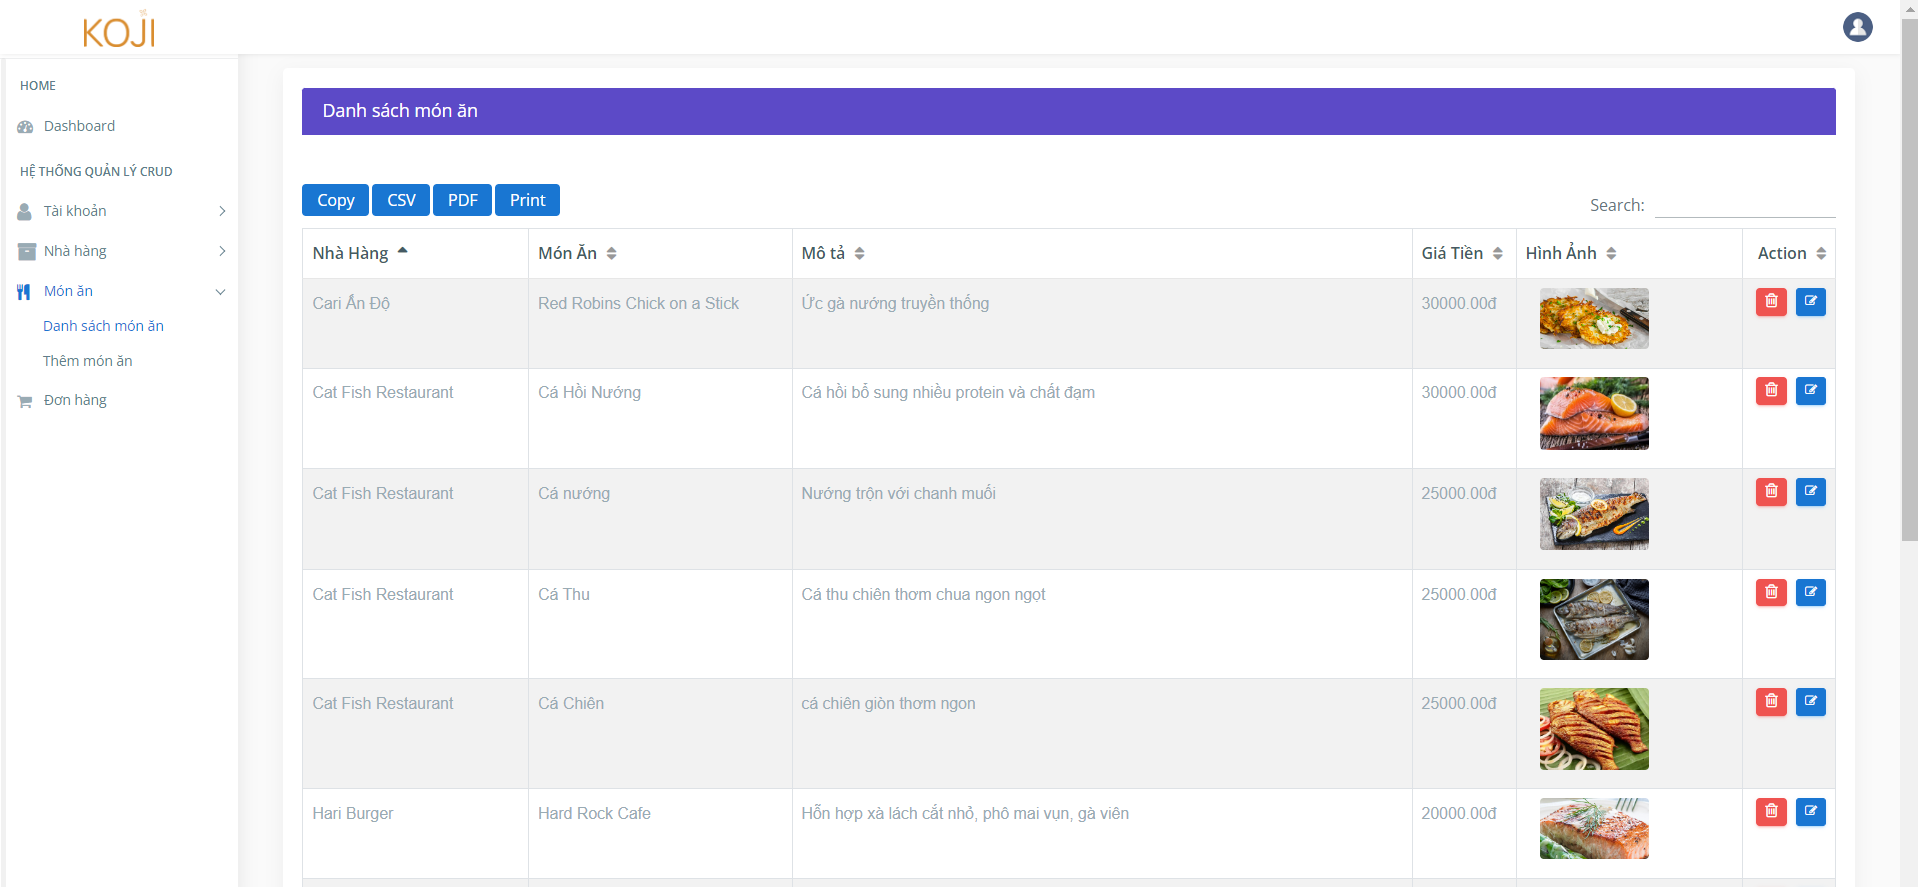 KOJI
HOME
Dashboard
HỆ THỐNG QUẢN LÝ CRUD
Tài khoản
Nhà hàng
Món ăn
Danh sách món ăn
Thêm món ăn
Đơn hàng
Danh sách món ăn
Copy CSV PDF Print
Search:
Nhà Hàng Món Ăn Mô tả Giá Tiền Hình Ảnh Action
Cari Ấn Độ Red Robins Chick on a Stick Ức gà nướng truyền thống 30000.00đ
Cat Fish Restaurant Cá Hồi Nướng Cá hồi bổ sung nhiều protein và chất đạm 30000.00đ
Cat Fish Restaurant Cá nướng Nướng trộn với chanh muối 25000.00đ
Cat Fish Restaurant Cá Thu Cá thu chiên thơm chua ngon ngọt 25000.00đ
Cat Fish Restaurant Cá Chiên cá chiên giòn thơm ngon 25000.00đ
Hari Burger Hard Rock Cafe Hỗn hợp xà lách cắt nhỏ, phô mai vụn, gà viên 20000.00đ